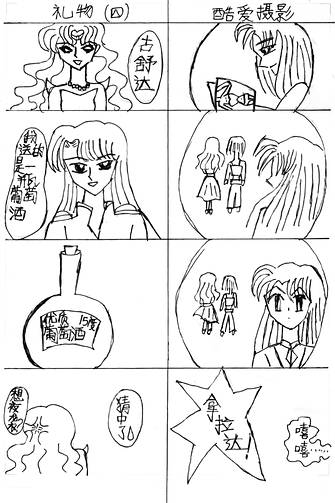 礼物(四)
古舒达
我送的
是一瓶
葡萄
酒
优质 15度
葡萄酒
猜中了
酷爱摄影
拿拉达!
嘻嘻